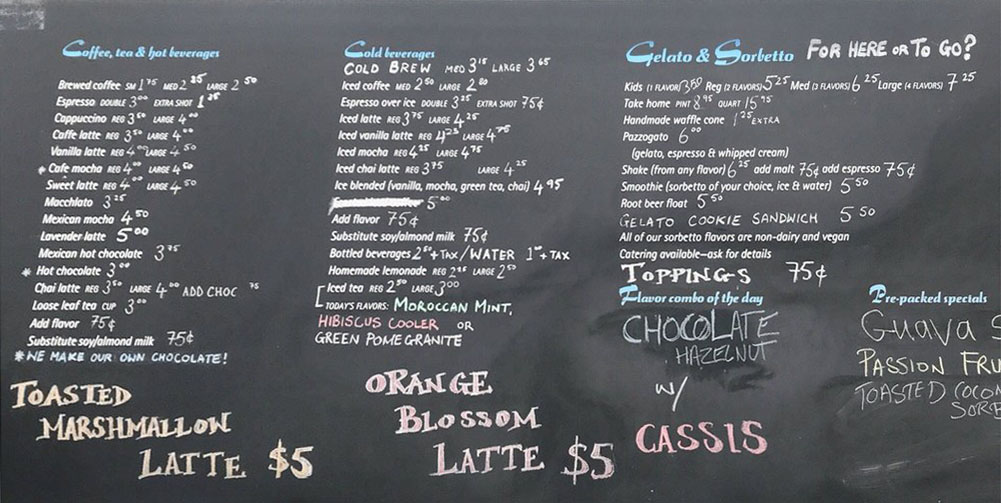 Coffee, tea & hot beverages
Brewed coffee SM 1 75 MED 2 25 LARGE 2 50
Espresso DOUBLE 3 00 EXTRA SHOT 1 25
Cappuccino REG 3 50 LARGE 4 00
Caffe latte REG 3 50 LARGE 4 00
Vanilla latte REG 4 00 LARGE 4 50
* Cafe mocha REG 4 00 LARGE 4 50
Sweet latte REG 4 00 LARGE 4 50
Macchiato 3 25
Mexican mocha 4 50
Lavender latte 5 00
Mexican hot chocolate 3 75
* Hot chocolate 3 00
Chai latte REG 3 50 LARGE 4 00 ADD CHOC 75
Loose leaf tea CUP 3 00
Add flavor 75¢
Substitute soy/almond milk 75¢
*WE MAKE OUR OWN CHOCOLATE!
TOASTED
MARSHMALLOW
LATTE $5
Cold beverages
COLD BREW MED 3 15 LARGE 3 65
Iced coffee MED 2 50 LARGE 2 80
Espresso over ice DOUBLE 3 25 EXTRA SHOT 75¢
Iced latte REG 3 75 LARGE 4 25
Iced vanilla latte REG 4 25 LARGE 4 75
Iced mocha REG 4 25 LARGE 4 75
Iced chai latte REG 3 75 LARGE 4 25
Ice blended (vanilla, mocha, green tea, chai) 4 95
5 00
Add flavor 75¢
Substitute soy/almond milk 75¢
Bottled beverages 2 50 + TAX / WATER 1 + TAX
Homemade lemonade REG 2 LARGE 2 50
Iced tea REG 2 50 LARGE 3 00
TODAY'S FLAVORS: MOROCCAN MINT,
HIBISCUS COOLER OR
GREEN POMEGRANITE
ORANGE
BLOSSOM
LATTE $5
Gelato & Sorbetto FOR HERE OR TO GO?
Kids (1 FLAVOR) 3 50 Reg (2 FLAVORS) 5 25 Med (3 FLAVORS) 6 25 Large (4 FLAVORS) 7 25
Take home PINT 8 95 QUART 15 95
Handmade waffle cone 1 25 EXTRA
Pazzogato 6 00
(gelato, espresso & whipped cream)
Shake (from any flavor) 6 25 add malt 75¢ add espresso 75¢
Smoothie (sorbetto of your choice, ice & water) 5 50
Root beer float 5 50
GELATO COOKIE SANDWICH 5 50
All of our sorbetto flavors are non-dairy and vegan
Catering available—ask for details
TOPPINGS 75¢
Flavor combo of the day
CHOCOLATE
HAZELNUT
w/
CASSIS
Pre-packed specials
GUAVA S
PASSION FRU
TOASTED COCON
SORB